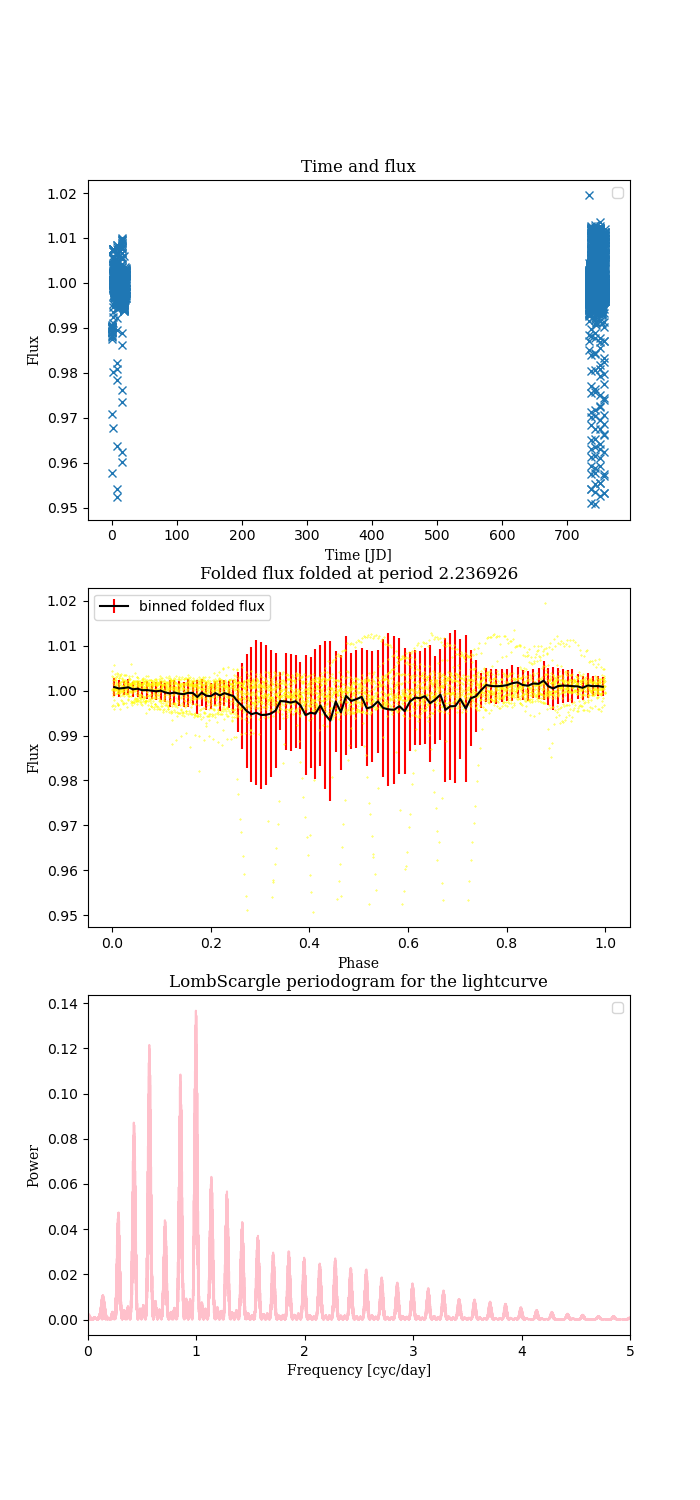 Time and flux
1.02
1.01
1.00
0.99
0.98
0.97
0.96
0.95
Flux
0 100 200 300 400 500 600 700
Time [JD]
Folded flux folded at period 2.236926
binned folded flux
1.02
1.01
1.00
0.99
0.98
0.97
0.96
0.95
Flux
0.0 0.2 0.4 0.6 0.8 1.0
Phase
LombScargle periodogram for the lightcurve
0.14
0.12
0.10
0.08
0.06
0.04
0.02
0.00
Power
0 1 2 3 4 5
Frequency [cyc/day]